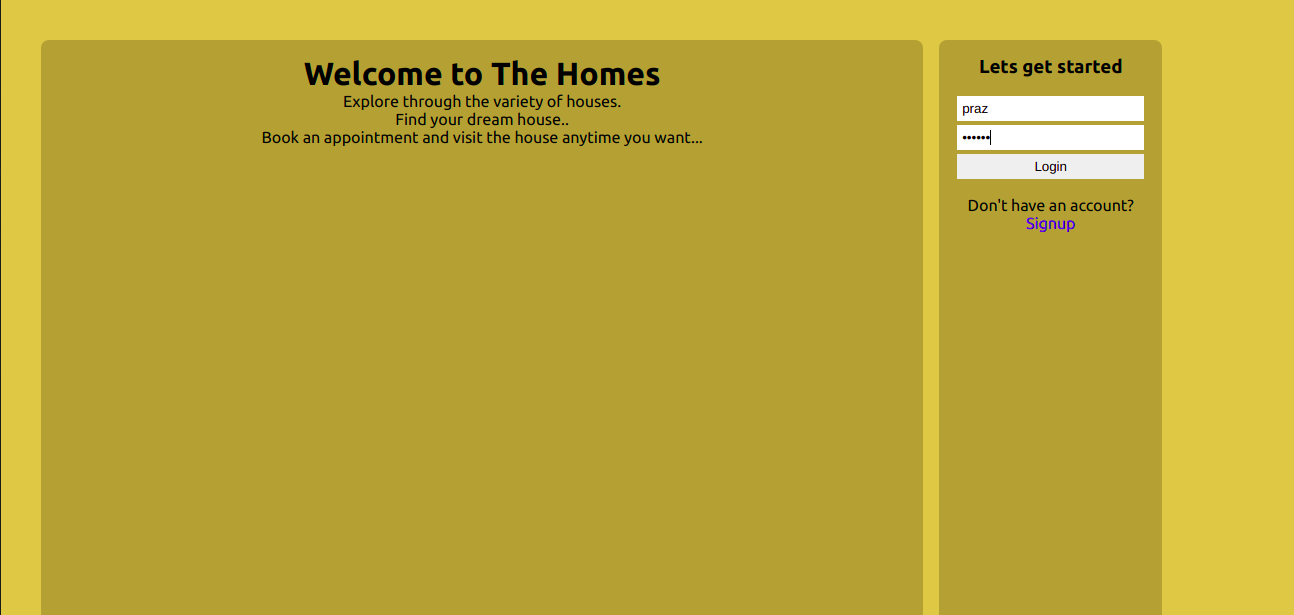 Welcome to The Homes
Explore through the variety of houses.
Find your dream house..
Book an appointment and visit the house anytime you want...
Lets get started
praz
••••••
Login
Don't have an account?
Signup